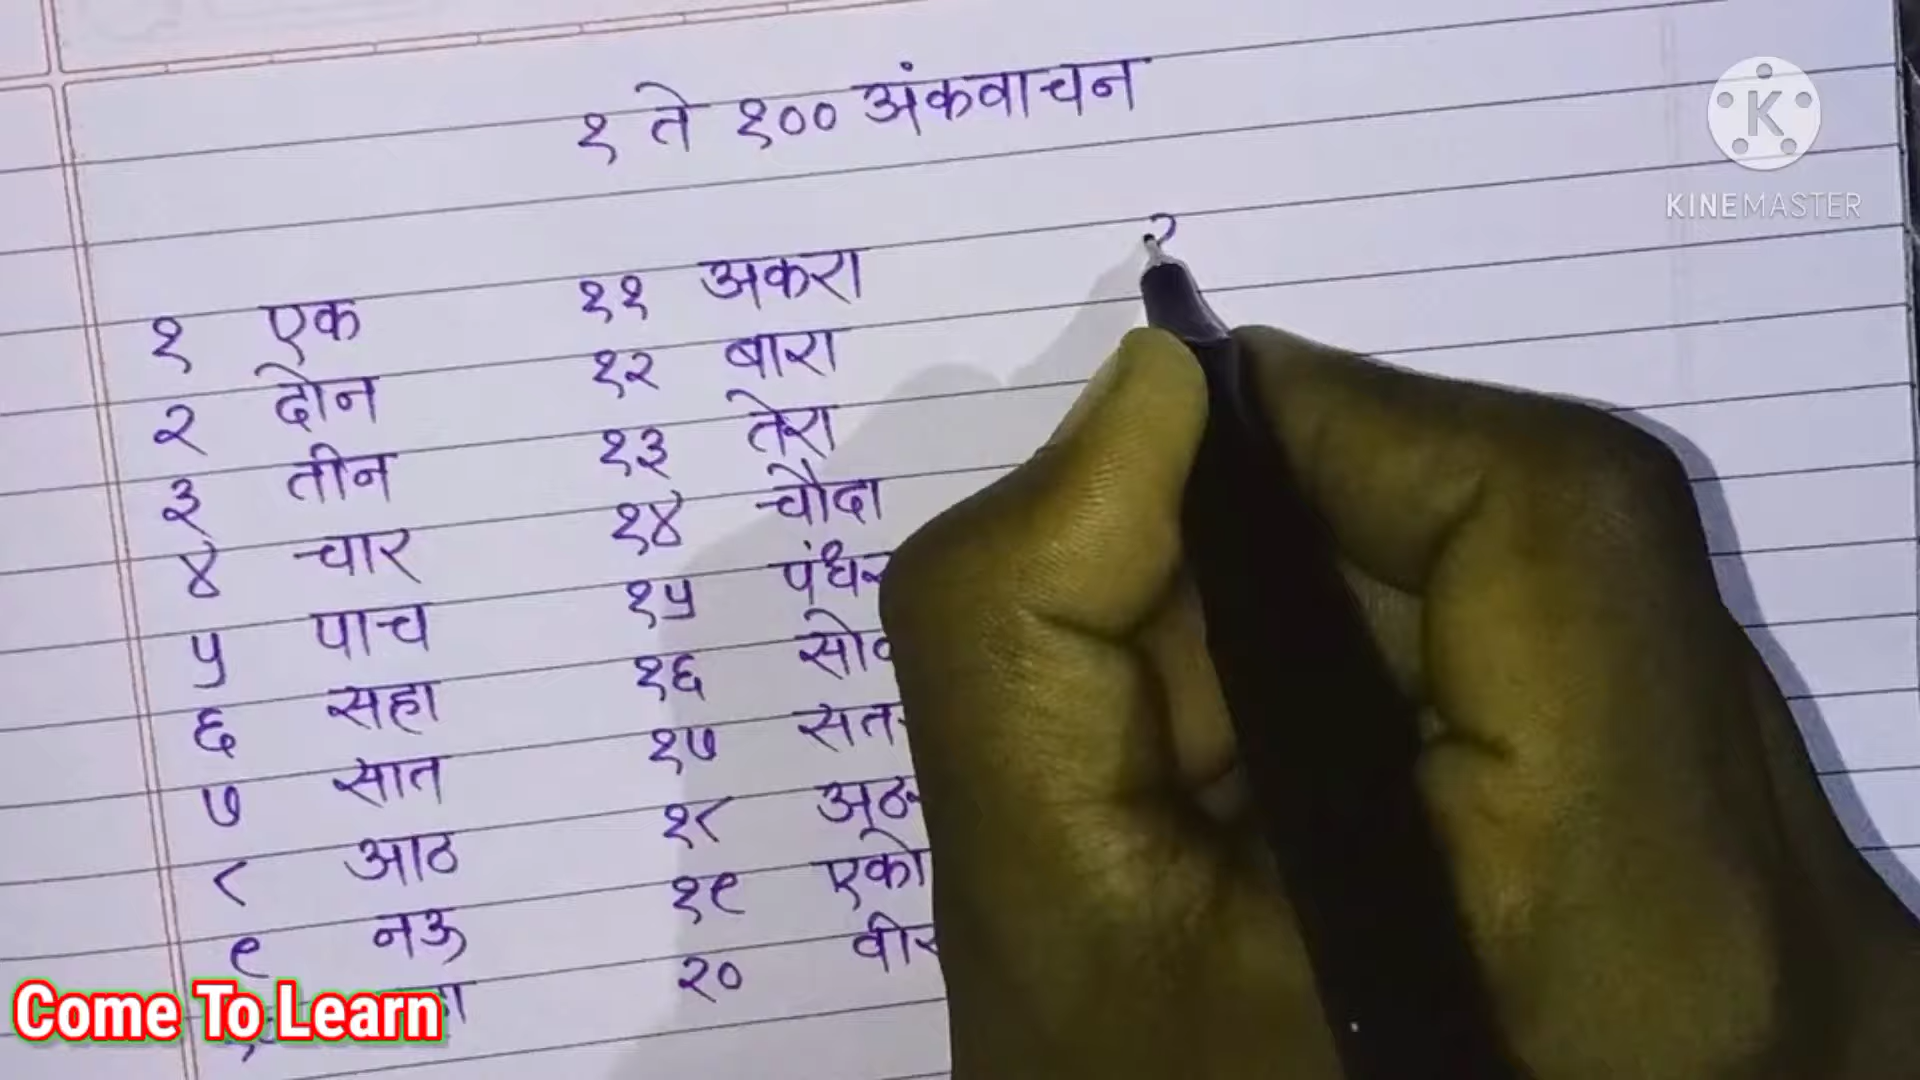 १ ते १०० अंकवाचन
K
KINEMASTER
१ एक
२ दोन
३ तीन
४ चार
५ पाच
६ सहा
७ सात
८ आठ
९ नऊ
११ अकरा
१२ बारा
१३ तेरा
१४ चौदा
१५
१६
१७
१८
१९
२०
२
Come To Learn